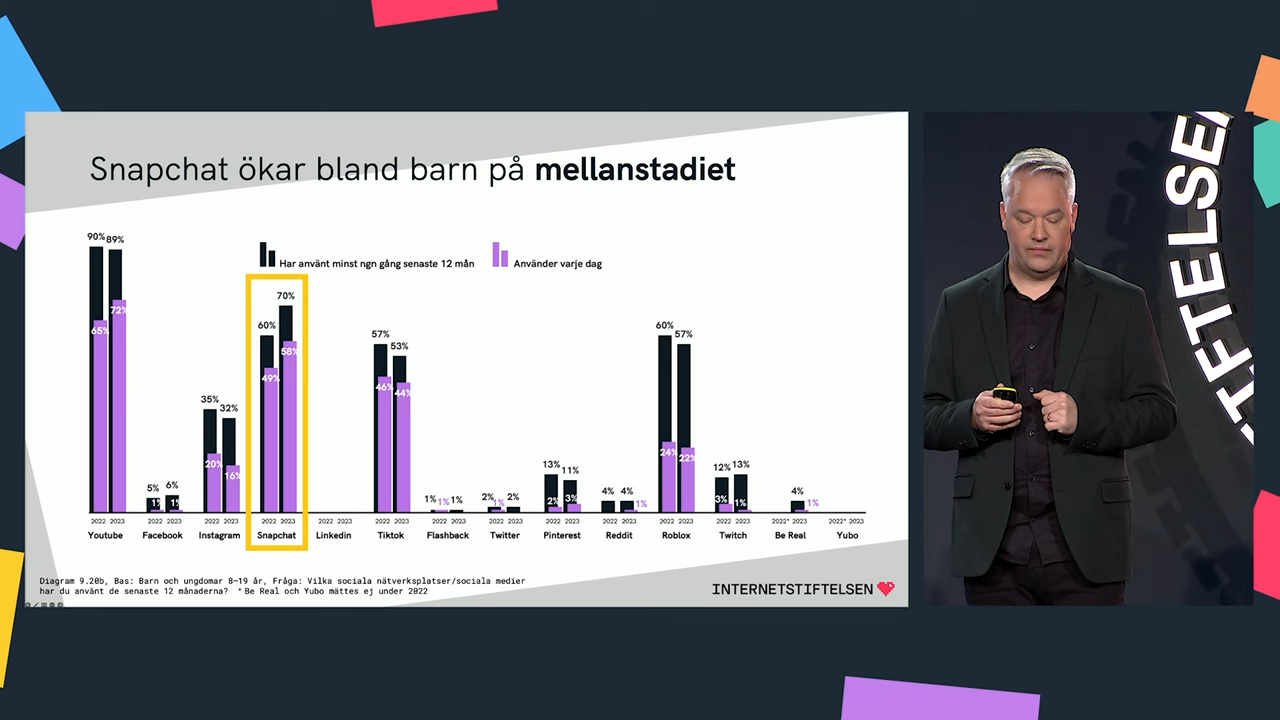 Snapchat ökar bland barn på mellanstadiet
Har använt minst ngn gång senaste 12 mån
Använder varje dag
90% 89%
65% 72%
5% 6%
1% 1%
35% 32%
20% 16%
60% 70%
49% 58%
57% 53%
46% 44%
1% 1% 1%
2% 1% 2%
13% 11%
2% 3%
4% 4% 1%
60% 57%
24% 22%
12% 13%
3% 1%
4% 1%
2022 2023 2022 2023 2022 2023 2022 2023 2022 2023 2022 2023 2022 2023 2022 2023 2022 2023 2022 2023 2022 2023 2022 2023 2022* 2023 2022* 2023
Youtube Facebook Instagram Snapchat Linkedin Tiktok Flashback Twitter Pinterest Reddit Roblox Twitch Be Real Yubo
Diagram 9.20b, Bas: Barn och ungdomar 8–19 år, Fråga: Vilka sociala nätverksplatser/sociala medier
har du använt de senaste 12 månaderna? *Be Real och Yubo mättes ej under 2022
INTERNETSTIFTELSEN
TIFTELSEN